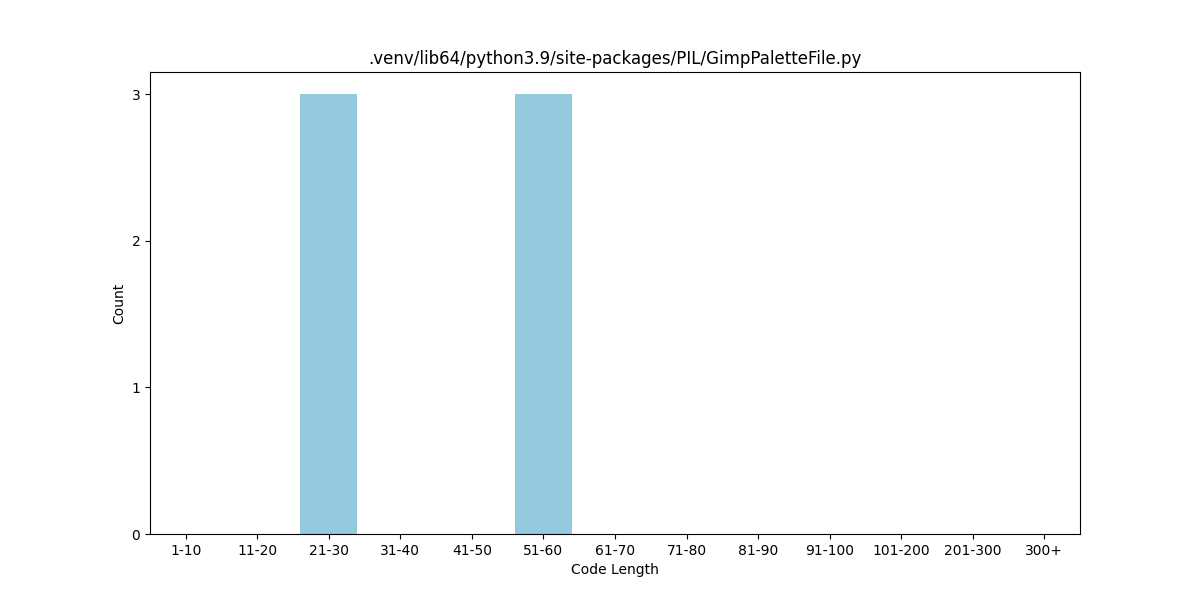 .venv/lib64/python3.9/site-packages/PIL/GimpPaletteFile.py
3
2
1
0
Count
1-10 11-20 21-30 31-40 41-50 51-60 61-70 71-80 81-90 91-100 101-200 201-300 300+
Code Length